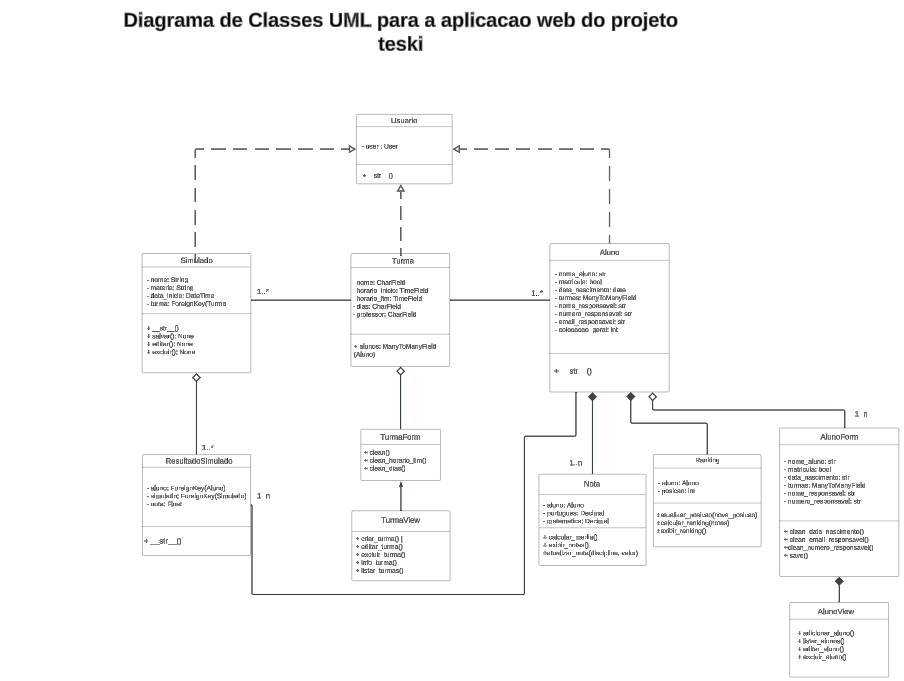 Diagrama de Classes UML para a aplicacao web do projeto
teski
Usuario
- user : User
+ __str__()
Simulado
- nome: String
- materia: String
- data_inicio: DateTime
- turma: ForeignKey(Turma
+ __str__()
+ salvar(): None
+ editar(): None
+ excluir(): None
1..*
Turma
nome: CharField
horario_inicio: TimeField
horario_fim: TimeField
- dias: CharField
- professor: CharField
+ alunos: ManyToManyField
(Aluno)
1..*
Aluno
- nome_aluno: str
- matricula: bool
- data_nascimento: date
- turmas: ManyToManyField
- nome_responsavel: str
- numero_responsavel: str
- email_responsavel: str
- colocacao_geral: int
+ __str__()
1..*
ResultadoSimulado
- aluno: ForeignKey(Aluno)
- simulado: ForeignKey(Simulado)
- nota: Float
+ __str__()
1 n
TurmaForm
+ clean()
+ clean_horario_fim()
+ clean_dias()
TurmaView
+ criar_turma()
+ editar_turma()
+ excluir_turma()
+ info_turma()
+ listar_turmas()
1..n
Nota
- aluno: Aluno
- portugues: Decimal
- matematica: Decimal
+ calcular_media()
+ exibir_notas()
+atualizar_nota(disciplina, valor)
Ranking
- aluno: Aluno
- posicao: int
+atualizar_posicao(nova_posicao)
+calcular_ranking(notas)
+exibir_ranking()
1 n
AlunoForm
- nome_aluno: str
- matricula: bool
- data_nascimento: str
- turmas: ManyToManyField
- nome_responsavel: str
- numero_responsavel: str
+ clean_data_nascimento()
+ clean_email_responsavel()
+clean_numero_responsavel()
+ save()
AlunoView
+ adicionar_aluno()
+ listar_alunos()
+ editar_aluno()
+ excluir_aluno()